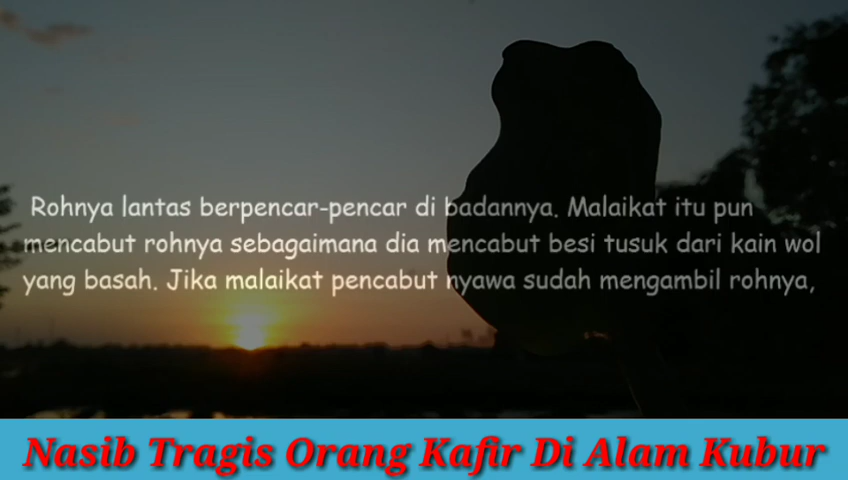 Rohnya lantas berpencar-pencar di badannya. Malaikat itu pun
mencabut rohnya sebagaimana dia mencabut besi tusuk dari kain wol
yang basah. Jika malaikat pencabut nyawa sudah mengambil rohnya,
Nasib Tragis Orang Kafir Di Alam Kubur